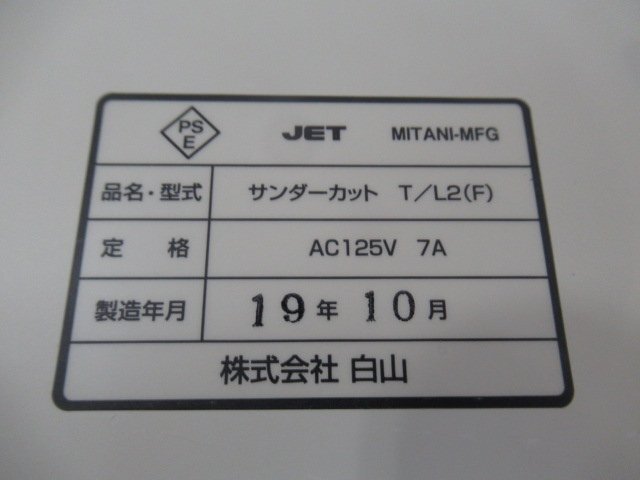 PS
E
JET MITANI-MFG
品名・型式 サンダーカット T/L2(F)
定 格 AC125V 7A
製造年月 19年 10月
株式会社 白山